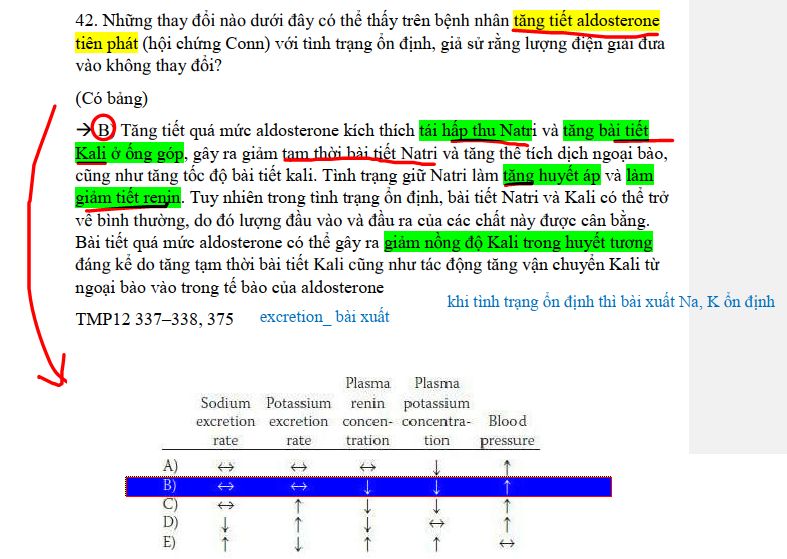 42. Những thay đổi nào dưới đây có thể thấy trên bệnh nhân tăng tiết aldosterone
tiên phát (hội chứng Conn) với tình trạng ổn định, giả sử rằng lượng điện giải đưa
vào không thay đổi?
(Có bảng)
→ B) Tăng tiết quá mức aldosterone kích thích tái hấp thu Natri và tăng bài tiết
Kali ở ống góp, gây ra giảm tạm thời bài tiết Natri và tăng thể tích dịch ngoại bào,
cũng như tăng tốc độ bài tiết kali. Tình trạng giữ Natri làm tăng huyết áp và làm
giảm tiết renin. Tuy nhiên trong tình trạng ổn định, bài tiết Natri và Kali có thể trở
về bình thường, do đó lượng đầu vào và đầu ra của các chất này được cân bằng.
Bài tiết quá mức aldosterone có thể gây ra giảm nồng độ Kali trong huyết tương
đáng kể do tăng tạm thời bài tiết Kali cũng như tác động tăng vận chuyển Kali từ
ngoại bào vào trong tế bào của aldosterone
khi tình trạng ổn định thì bài xuất Na, K ổn định
TMP12 337–338, 375 excretion_ bài xuất
Plasma Plasma
Sodium Potassium renin potassium
excretion excretion concen- concentra- Blood
rate rate tration tion pressure
A) ↔ ↔ ↔ ↓ ↑
B) ↔ ↔ ↓ ↓ ↑
C) ↔ ↑ ↓ ↓ ↑
D) ↓ ↑ ↓ ↔ ↑
E) ↑ ↓ ↑ ↑ ↔